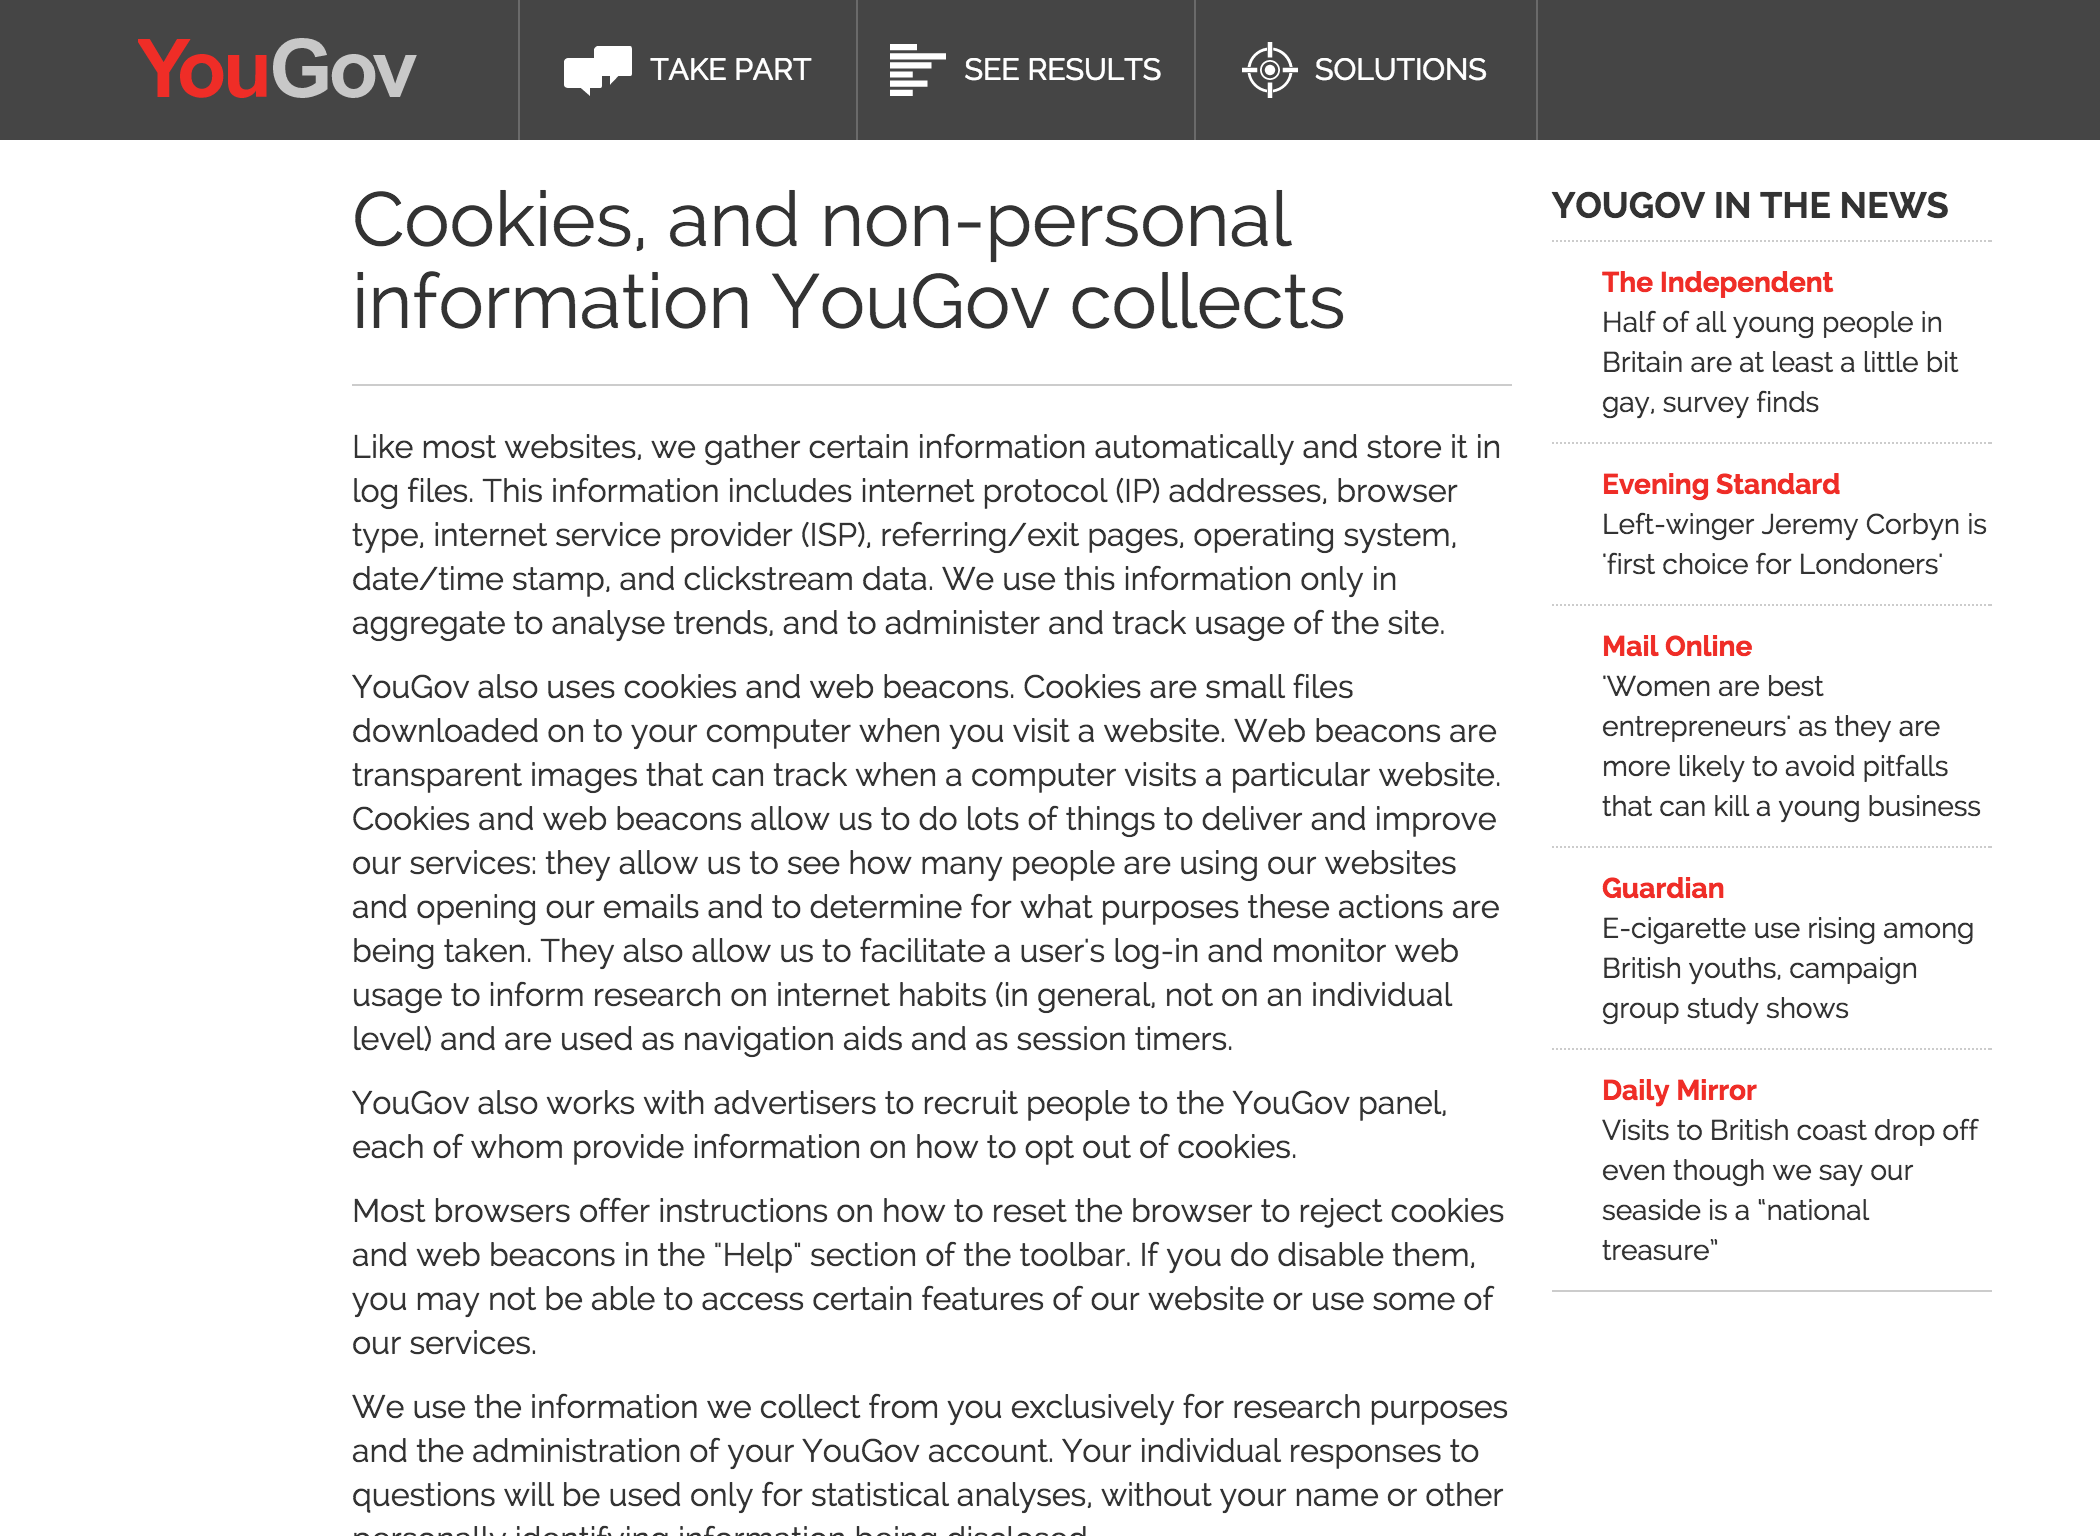 YouGov
TAKE PART
SEE RESULTS
SOLUTIONS
Cookies, and non-personal
information YouGov collects
Like most websites, we gather certain information automatically and store it in
log files. This information includes internet protocol (IP) addresses, browser
type, internet service provider (ISP), referring/exit pages, operating system,
date/time stamp, and clickstream data. We use this information only in
aggregate to analyse trends, and to administer and track usage of the site.
YouGov also uses cookies and web beacons. Cookies are small files
downloaded on to your computer when you visit a website. Web beacons are
transparent images that can track when a computer visits a particular website.
Cookies and web beacons allow us to do lots of things to deliver and improve
our services: they allow us to see how many people are using our websites
and opening our emails and to determine for what purposes these actions are
being taken. They also allow us to facilitate a user's log-in and monitor web
usage to inform research on internet habits (in general, not on an individual
level) and are used as navigation aids and as session timers.
YouGov also works with advertisers to recruit people to the YouGov panel,
each of whom provide information on how to opt out of cookies.
Most browsers offer instructions on how to reset the browser to reject cookies
and web beacons in the "Help" section of the toolbar. If you do disable them,
you may not be able to access certain features of our website or use some of
our services.
We use the information we collect from you exclusively for research purposes
and the administration of your YouGov account. Your individual responses to
questions will be used only for statistical analyses, without your name or other
personally identifying information being disclosed
YOUGOV IN THE NEWS
The Independent
Half of all young people in
Britain are at least a little bit
gay, survey finds
Evening Standard
Left-winger Jeremy Corbyn is
'first choice for Londoners'
Mail Online
'Women are best
entrepreneurs' as they are
more likely to avoid pitfalls
that can kill a young business
Guardian
E-cigarette use rising among
British youths, campaign
group study shows
Daily Mirror
Visits to British coast drop off
even though we say our
seaside is a “national
treasure”